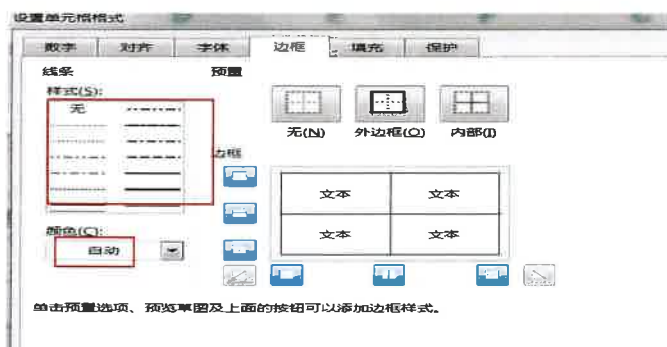 设置单元格格式
数字 对齐 字体 边框 填充 保护
线条 预置
样式(S):
无
无(N) 外边框(O) 内部(I)
边框
文本 文本
文本 文本
颜色(C):
自动
单击预置选项、预览草图及上面的按钮可以添加边框样式。